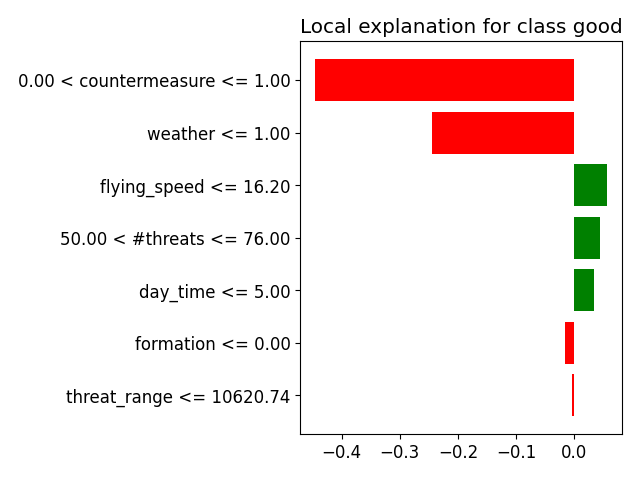 Local explanation for class good
0.00 < countermeasure <= 1.00
weather <= 1.00
flying_speed <= 16.20
50.00 < #threats <= 76.00
day_time <= 5.00
formation <= 0.00
threat_range <= 10620.74
−0.4 −0.3 −0.2 −0.1 0.0